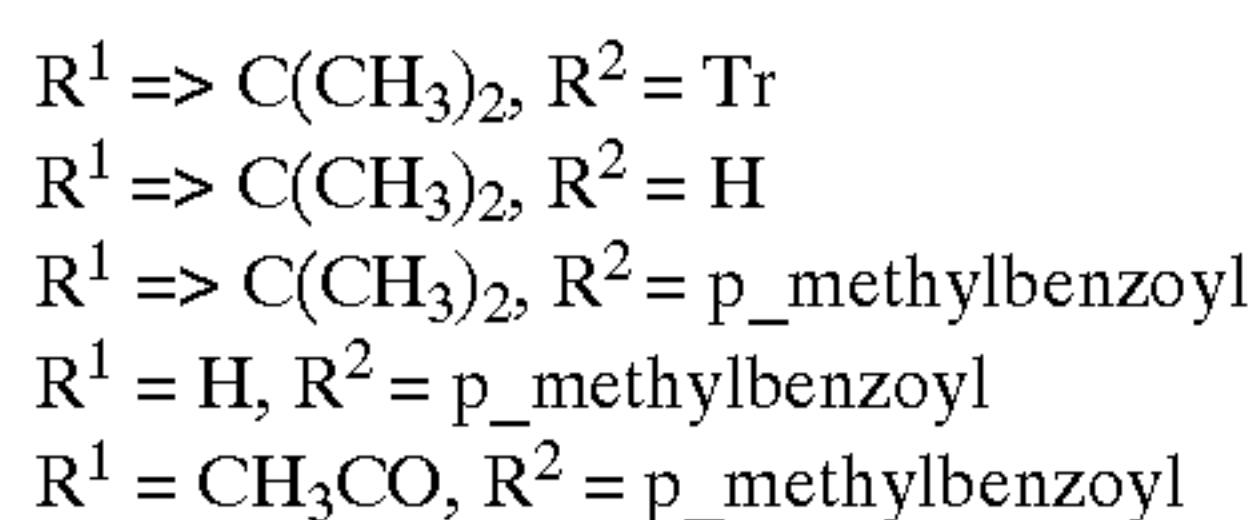 R¹ => C(CH₃)₂, R² = Tr
R¹ => C(CH₃)₂, R² = H
R¹ => C(CH₃)₂, R² = p_methylbenzoyl
R¹ = H, R² = p_methylbenzoyl
R¹ = CH₃CO, R² = p_methylbenzoyl